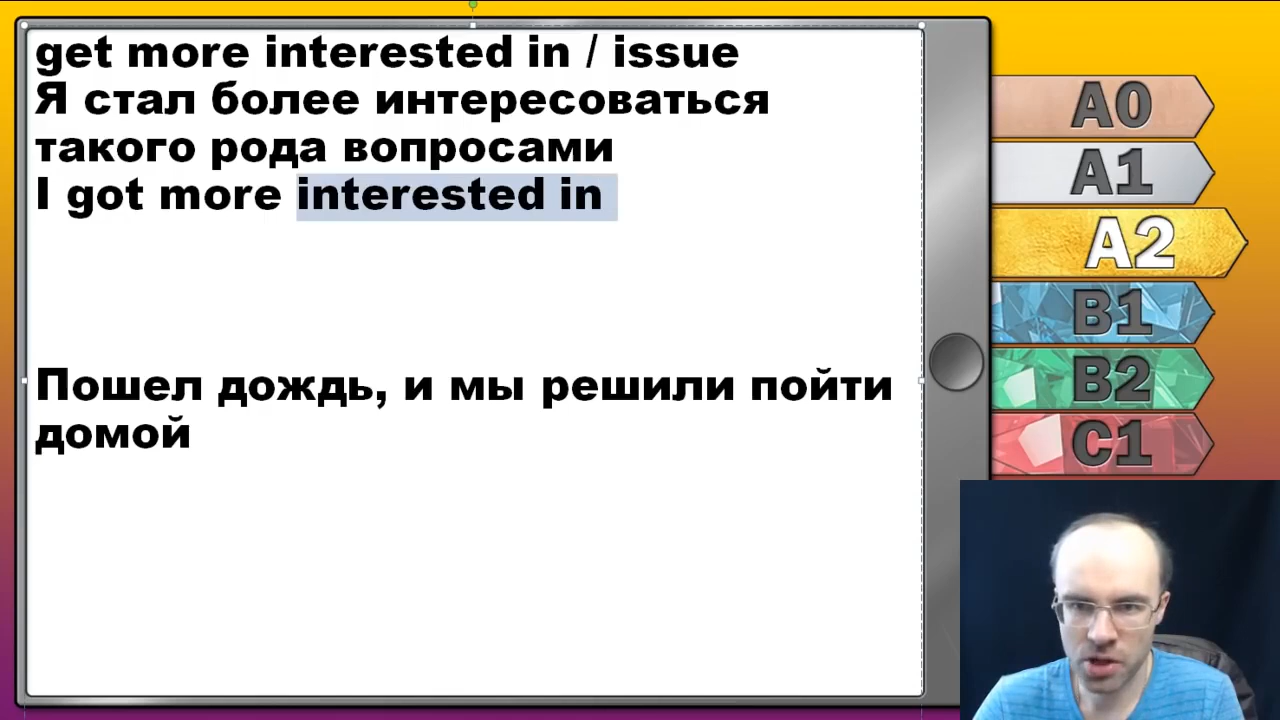 get more interested in / issue
Я стал более интересоваться
такого рода вопросами
I got more interested in
Пошел дождь, и мы решили пойти
домой
A0
A1
A2
B1
B2
C1